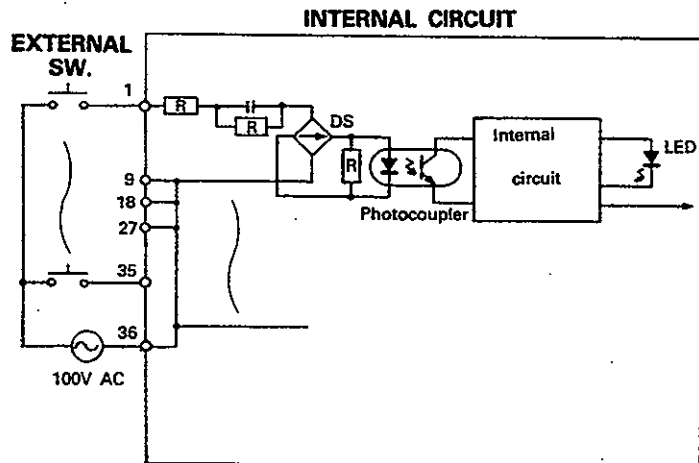 INTERNAL CIRCUIT
EXTERNAL
SW.
1
R
R
DS
R
Internal
circuit
LED
9
18
27
Photocoupler
35
36
100V AC